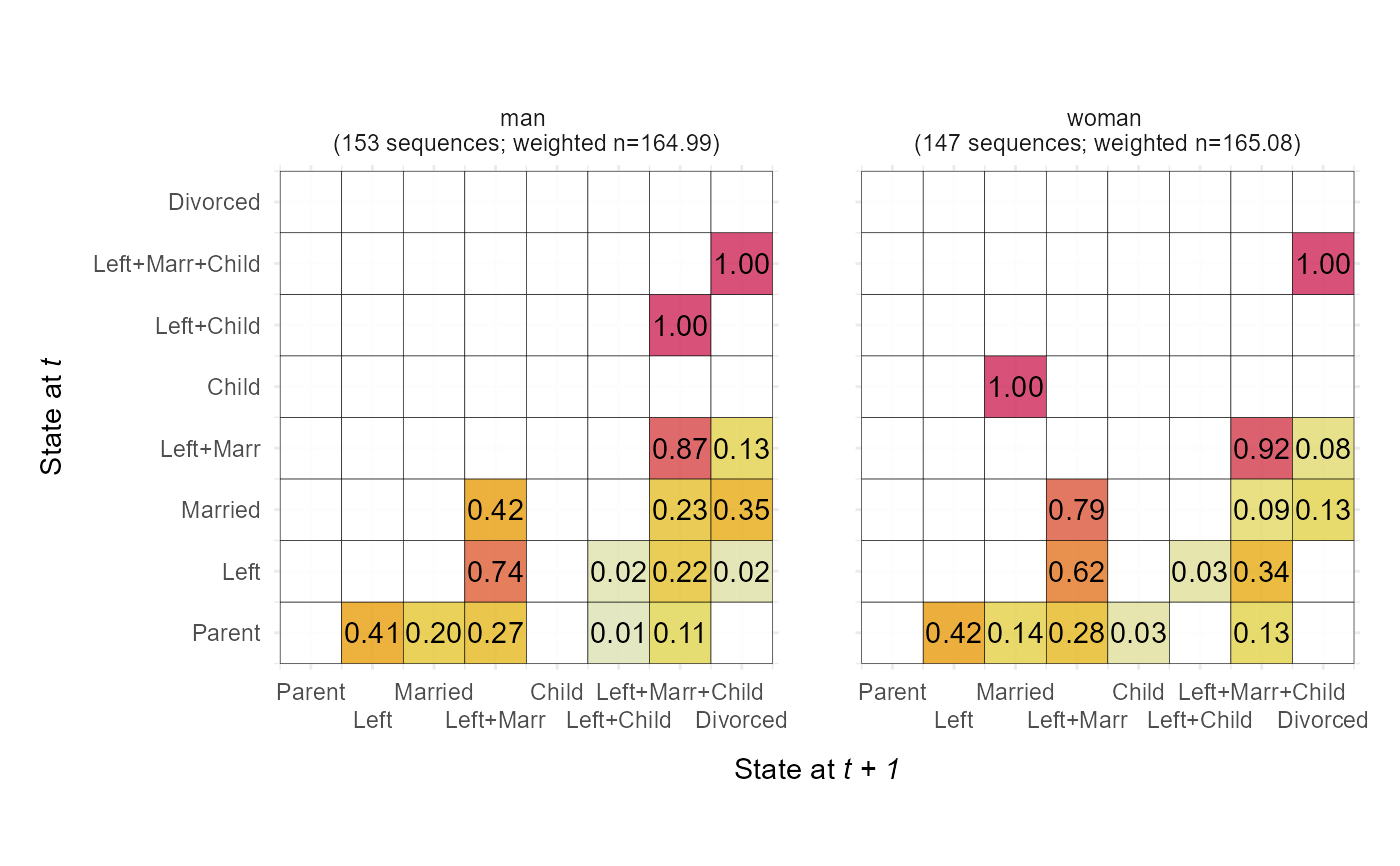 man woman
(153 sequences; weighted n=164.99) (147 sequences; weighted n=165.08)
Divorced
Left+Marr+Child 1.00 1.00
Left+Child 1.00
Child 1.00
Left+Marr 0.87 0.13 0.92 0.08
Married 0.42 0.23 0.35 0.79 0.09 0.13
Left 0.74 0.02 0.22 0.02 0.62 0.03 0.34
Parent 0.41 0.20 0.27 0.01 0.11 0.42 0.14 0.28 0.03 0.13
Parent Married Child Left+Marr+Child Parent Married Child Left+Marr+Child
Left Left+Marr Left+Child Divorced Left Left+Marr Left+Child Divorced
State at t
State at t + 1